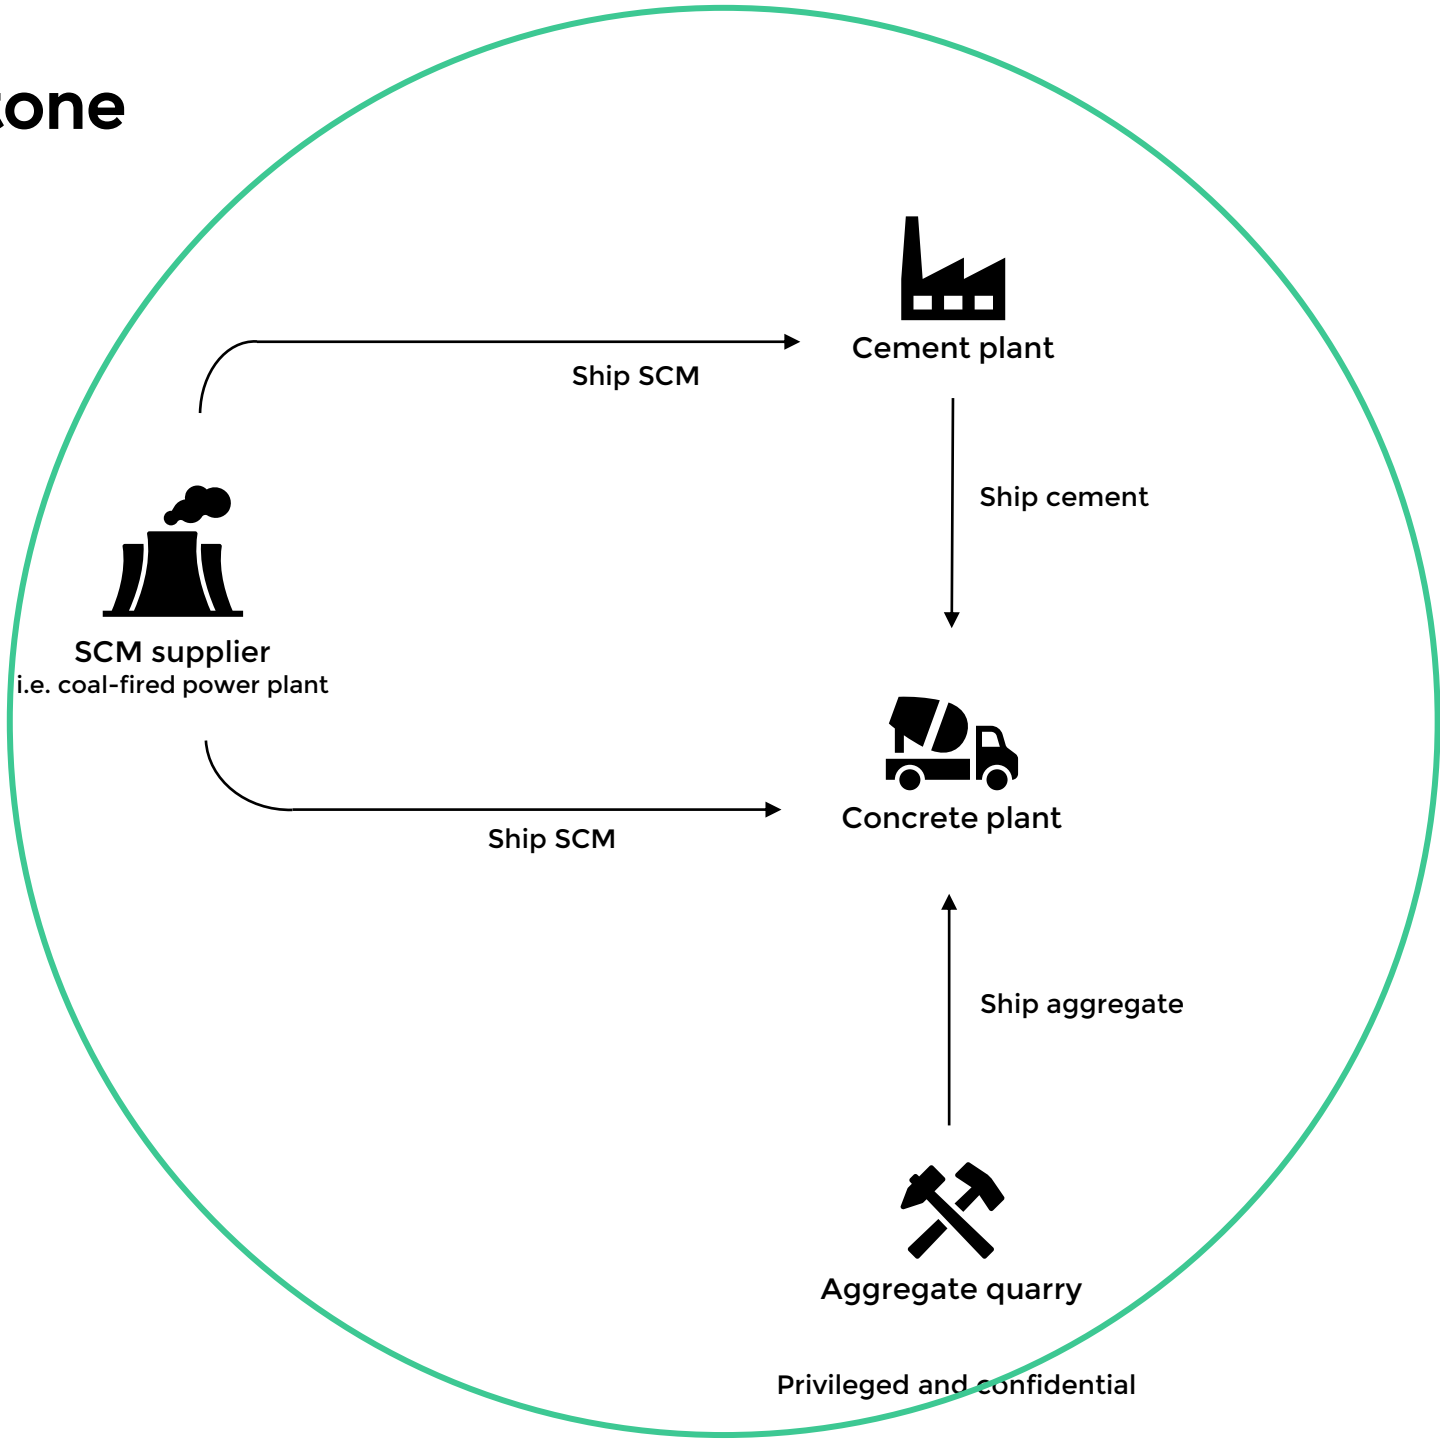 tone
Cement plant
Ship SCM
Ship cement
SCM supplier
i.e. coal-fired power plant
Concrete plant
Ship SCM
Ship aggregate
Aggregate quarry
Privileged and confidential